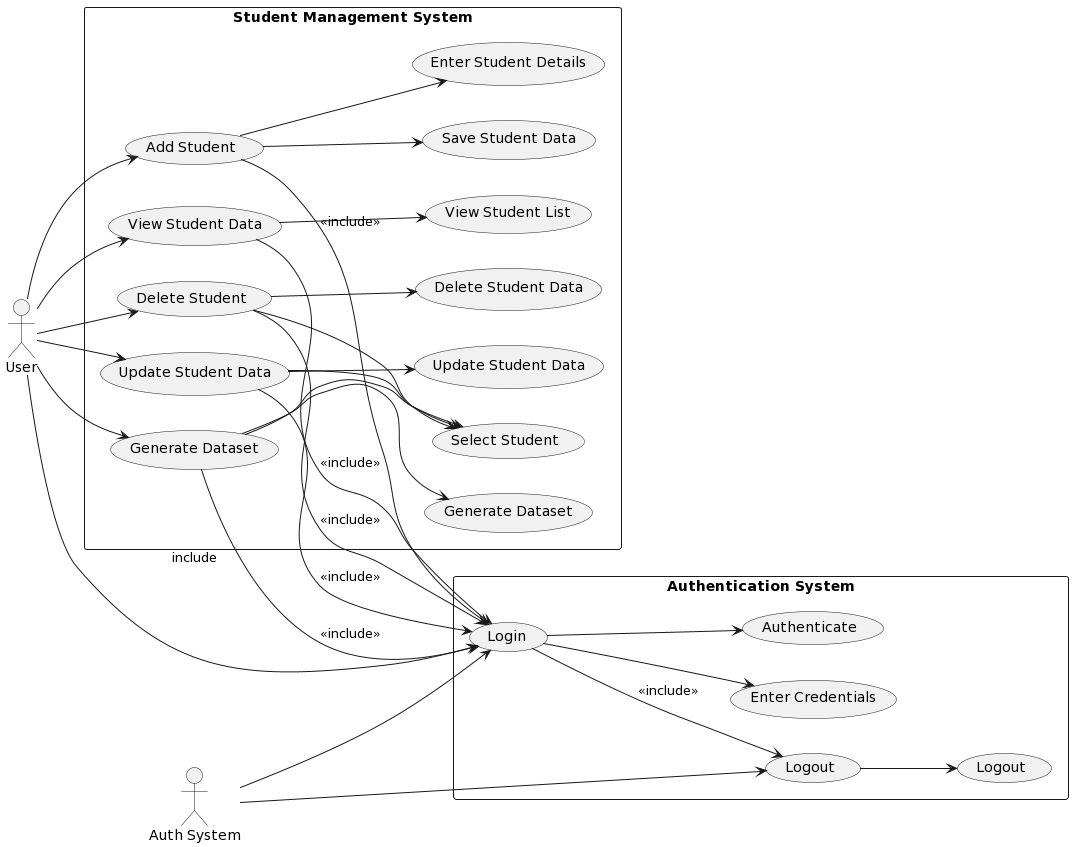 Student Management System
Enter Student Details
Add Student
Save Student Data
View Student Data
View Student List
«include»
Delete Student
Delete Student Data
User
Update Student Data
Update Student Data
Generate Dataset
Select Student
«include»
Generate Dataset
«include»
include
«include»
«include»
Authentication System
Login
Authenticate
Enter Credentials
«include»
Logout
Logout
Auth System